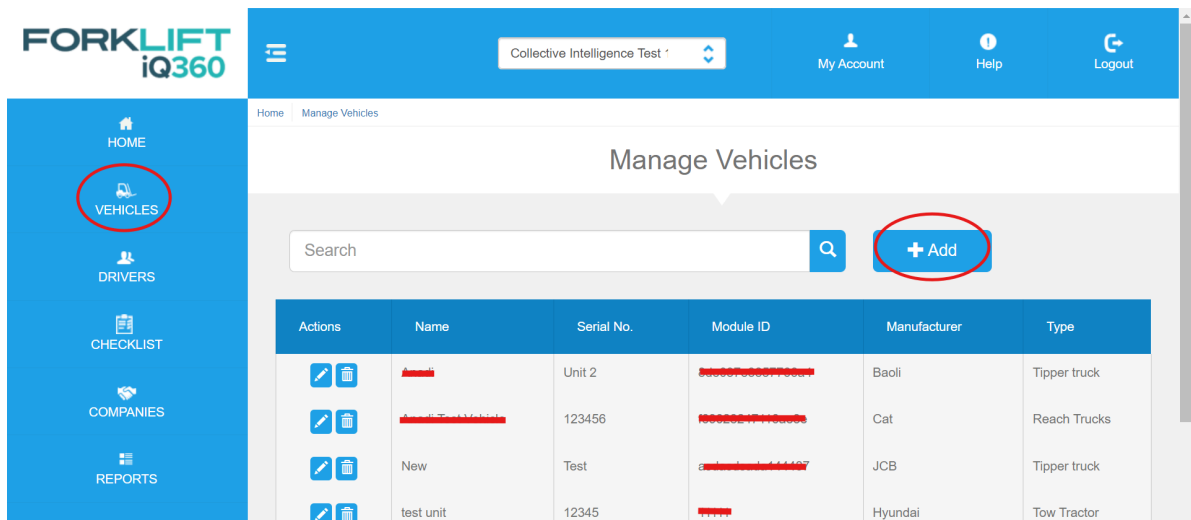 FORKLIFT
iQ360
Collective Intelligence Test
My Account
Help
Logout
HOME
VEHICLES
DRIVERS
CHECKLIST
COMPANIES
REPORTS
Home Manage Vehicles
Manage Vehicles
Search
Add
Actions Name Serial No. Module ID Manufacturer Type
Unit 2 Baoli Tipper truck
123456 Cat Reach Trucks
New Test JCB Tipper truck
test unit 12345 Hyundai Tow Tractor